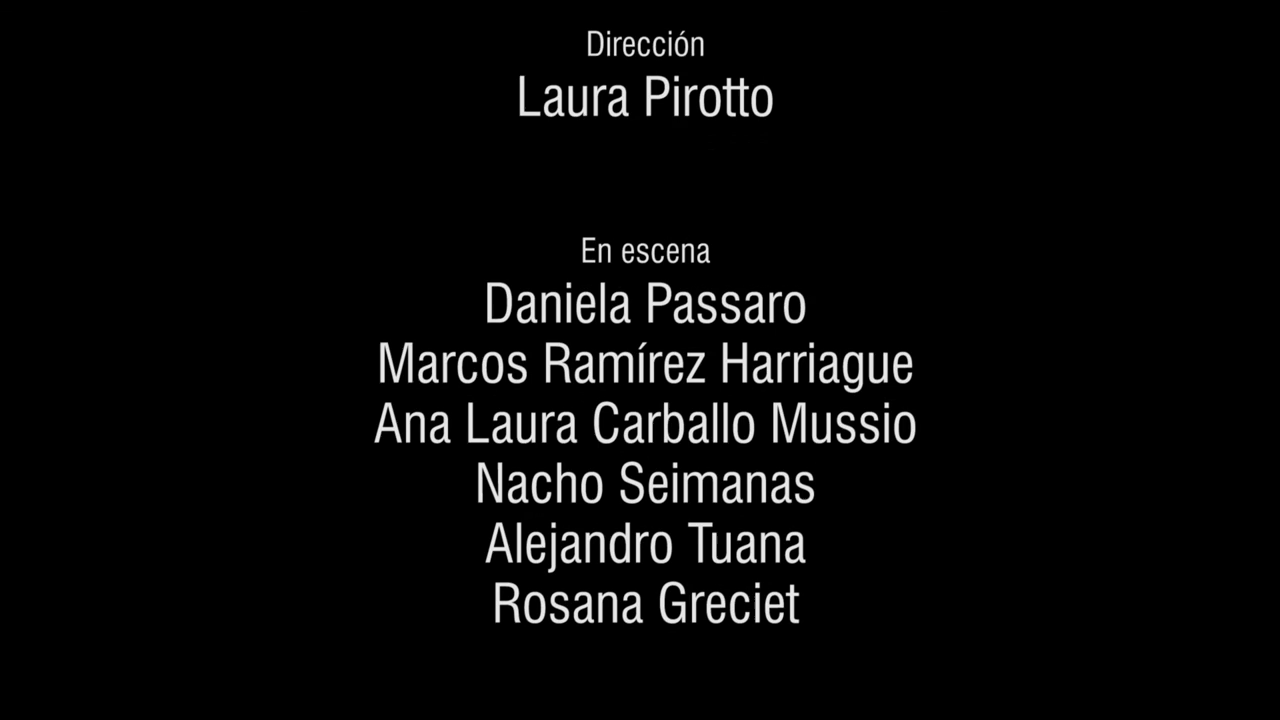 Dirección
Laura Pirotto
En escena
Daniela Passaro
Marcos Ramírez Harriague
Ana Laura Carballo Mussio
Nacho Seimanas
Alejandro Tuana
Rosana Greciet